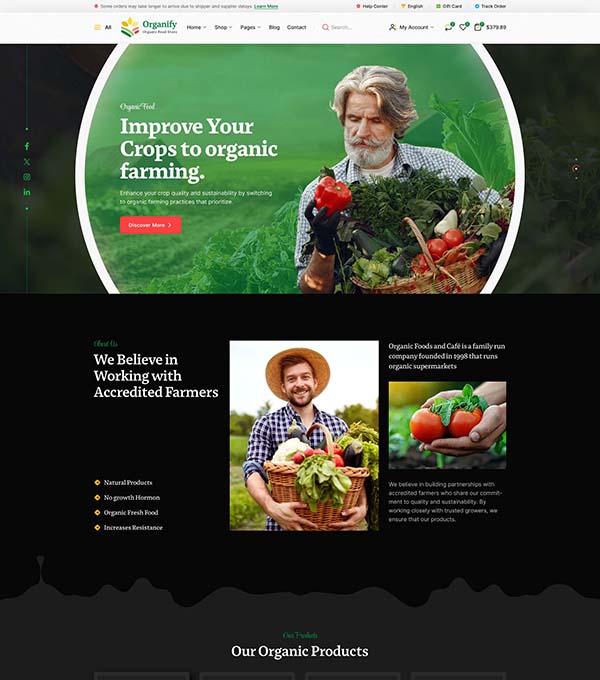 Some orders may take longer to arrive due to shipper and supplier delays. Learn More
Help Center
English
Gift Card
Track Order
All
Organify
Organic Food Store
Home
Shop
Pages
Blog
Contact
Search...
My Account
$379.89
Organic Food
Improve Your
Crops to organic
farming.
Enhance your crop quality and sustainability by switching
to organic farming practices that prioritize.
Discover More
About Us
We Believe in
Working with
Accredited Farmers
Natural Products
No growth Hormon
Organic Fresh Food
Increases Resistance
Organic Foods and Café is a family run
company founded in 1998 that runs
organic supermarkets
We believe in building partnerships with
accredited farmers who share our commit-
ment to quality and sustainability. By
working closely with trusted growers, we
ensure that our products.
Our Products
Our Organic Products